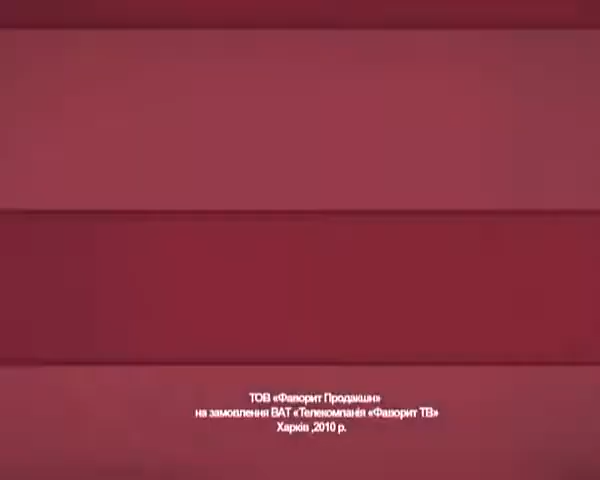 ТОВ «Фаворит Продакшн»
на замовлення ВАТ «Телекомпанія «Фаворит ТВ»
Харків ,2010 р.